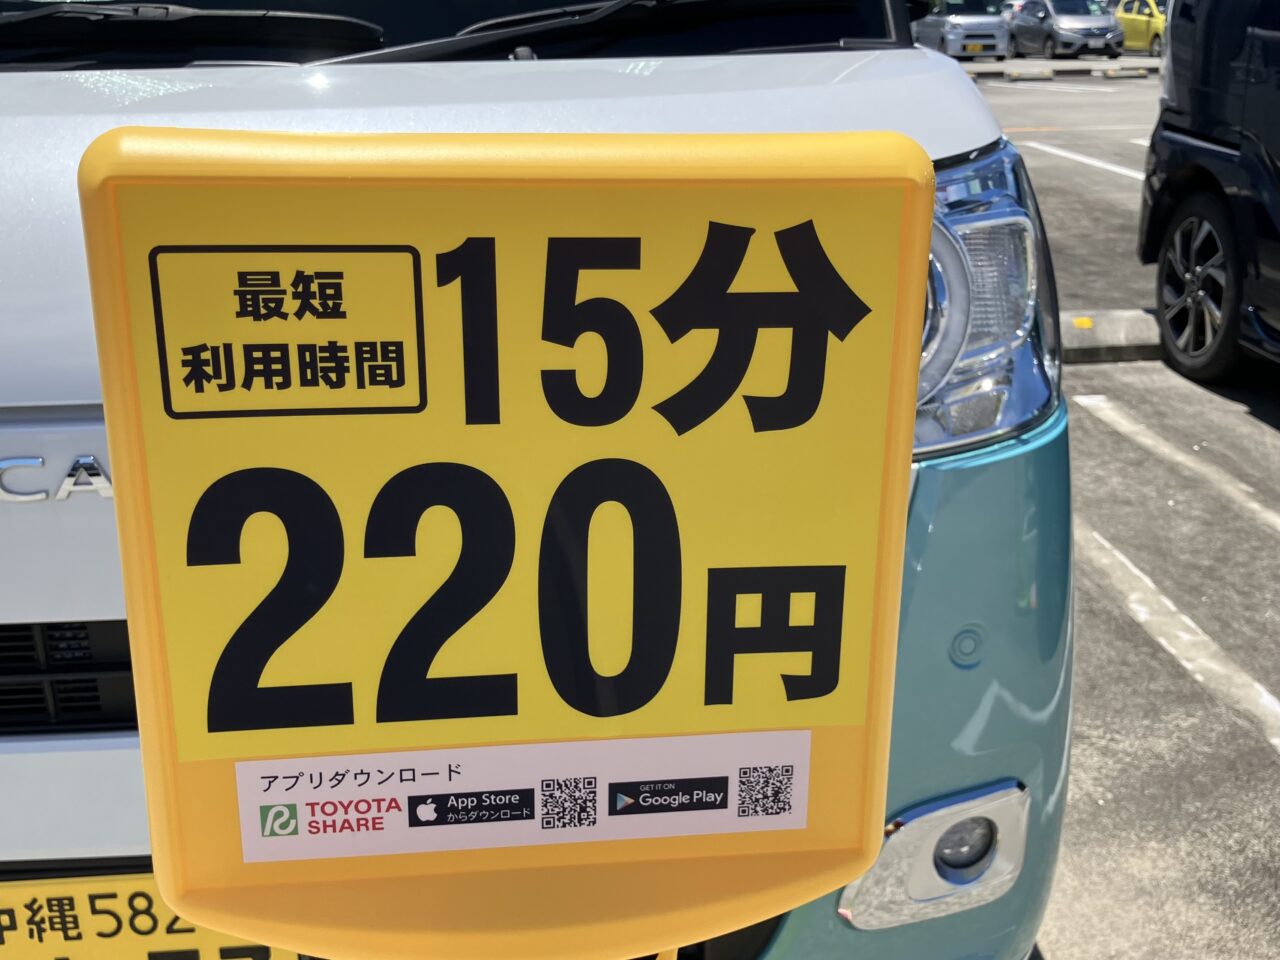 最短
利用時間
15分
220円
アプリダウンロード
TOYOTA
SHARE
App Store
からダウンロード
GET IT ON
Google Play
CA
沖縄582